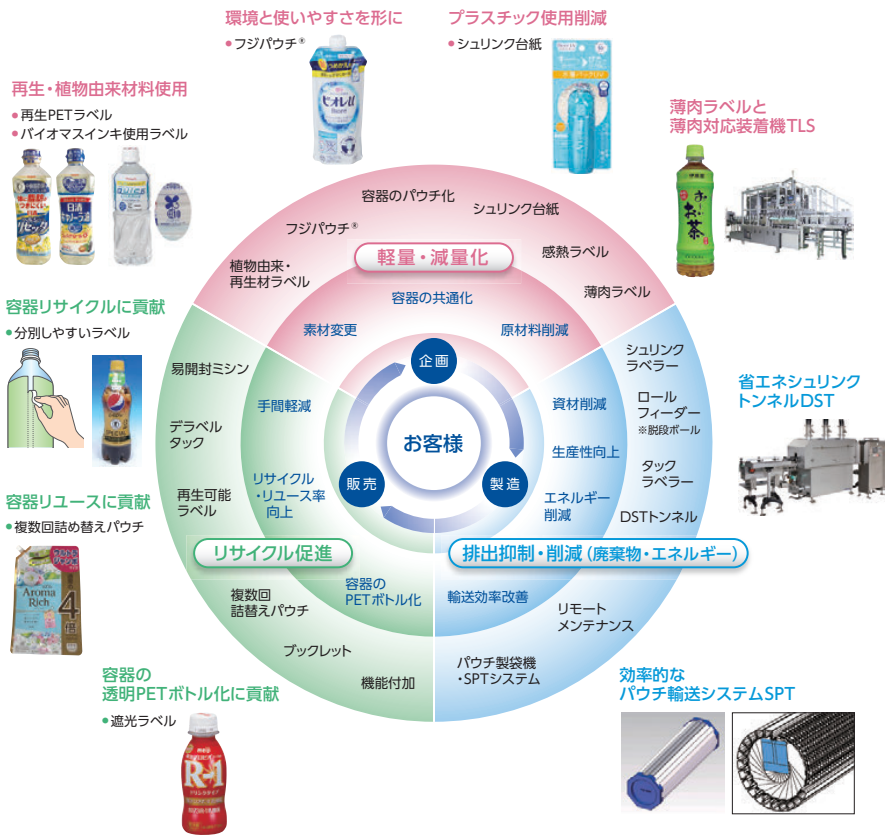 環境と使いやすさを形に
● フジパウチ®
プラスチック使用削減
● シュリンク台紙
再生・植物由来材料使用
● 再生PETラベル
● バイオマスインキ使用ラベル
薄肉ラベルと
薄肉対応装着機TLS
ビオレu
お〜いお茶
日清
容器リサイクルに貢献
● 分別しやすいラベル
pepsi
SPECIAL
容器リユースに貢献
● 複数回詰め替えパウチ
Aroma
Rich
4
倍
容器の
透明PETボトル化に貢献
● 遮光ラベル
R-1
省エネシュリンク
トンネルDST
効率的な
パウチ輸送システムSPT
容器のパウチ化
シュリンク台紙
フジパウチ®
感熱ラベル
植物由来・
再生材ラベル
薄肉ラベル
軽量・減量化
容器の共通化
素材変更
原材料削減
企画
お客様
販売
製造
易開封ミシン
デラベル
タック
再生可能
ラベル
手間軽減
リサイクル
・リユース率
向上
リサイクル促進
容器の
PETボトル化
複数回
詰替えパウチ
ブックレット
機能付加
シュリンク
ラベラー
ロール
フィーダー
※脱段ボール
タック
ラベラー
DSTトンネル
資材削減
生産性向上
エネルギー
削減
排出抑制・削減(廃棄物・エネルギー)
輸送効率改善
リモート
メンテナンス
パウチ製袋機
・SPTシステム